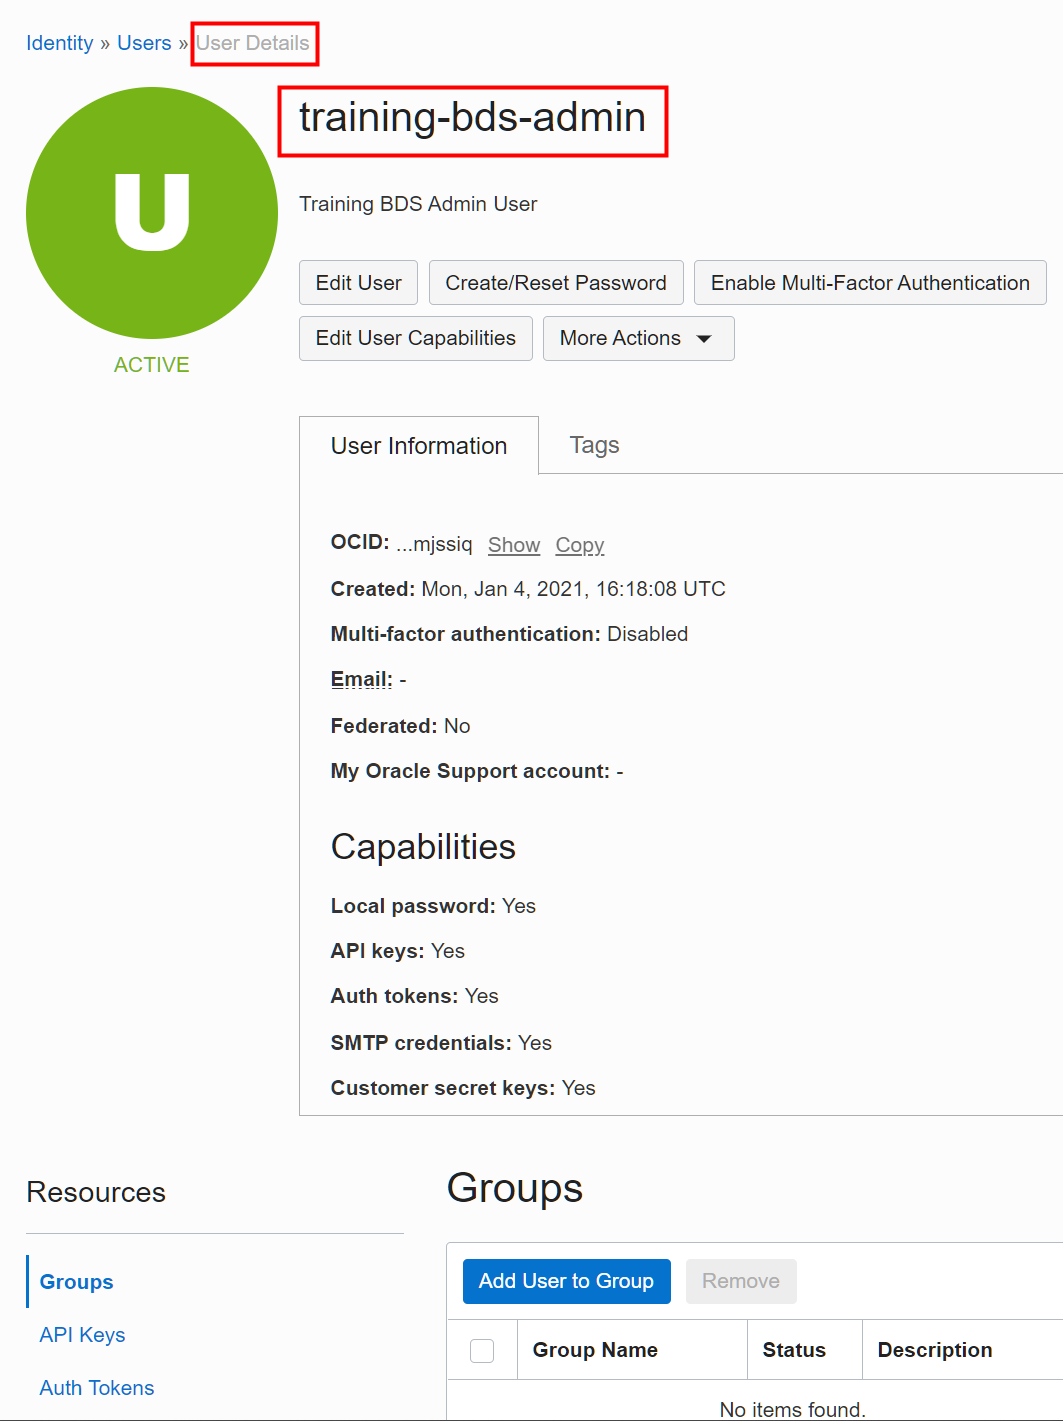 Identity » Users » User Details
training-bds-admin
U
ACTIVE
Training BDS Admin User
Edit User
Create/Reset Password
Enable Multi-Factor Authentication
Edit User Capabilities
More Actions
User Information
Tags
OCID: ...mjssiq Show Copy
Created: Mon, Jan 4, 2021, 16:18:08 UTC
Multi-factor authentication: Disabled
Email: -
Federated: No
My Oracle Support account: -
Capabilities
Local password: Yes
API keys: Yes
Auth tokens: Yes
SMTP credentials: Yes
Customer secret keys: Yes
Resources
Groups
API Keys
Auth Tokens
Groups
Add User to Group
Remove
Group Name
Status
Description
No items found.